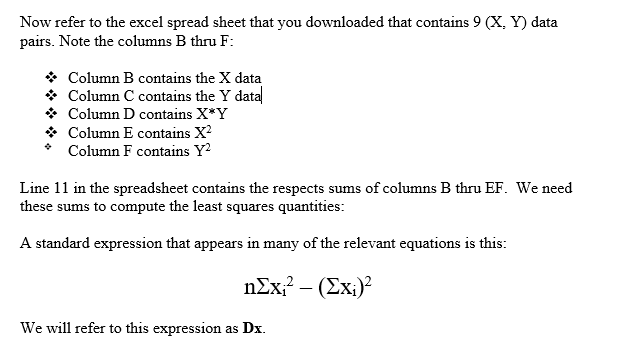 Now refer to the excel spread sheet that you downloaded that contains 9 (X, Y) data
pairs. Note the columns B thru F:
❖ Column B contains the X data
❖ Column C contains the Y data
❖ Column D contains X*Y
❖ Column E contains X²
❖ Column F contains Y²
Line 11 in the spreadsheet contains the respects sums of columns B thru EF. We need
these sums to compute the least squares quantities:
A standard expression that appears in many of the relevant equations is this:
nΣxᵢ² – (Σxᵢ)²
We will refer to this expression as Dx.